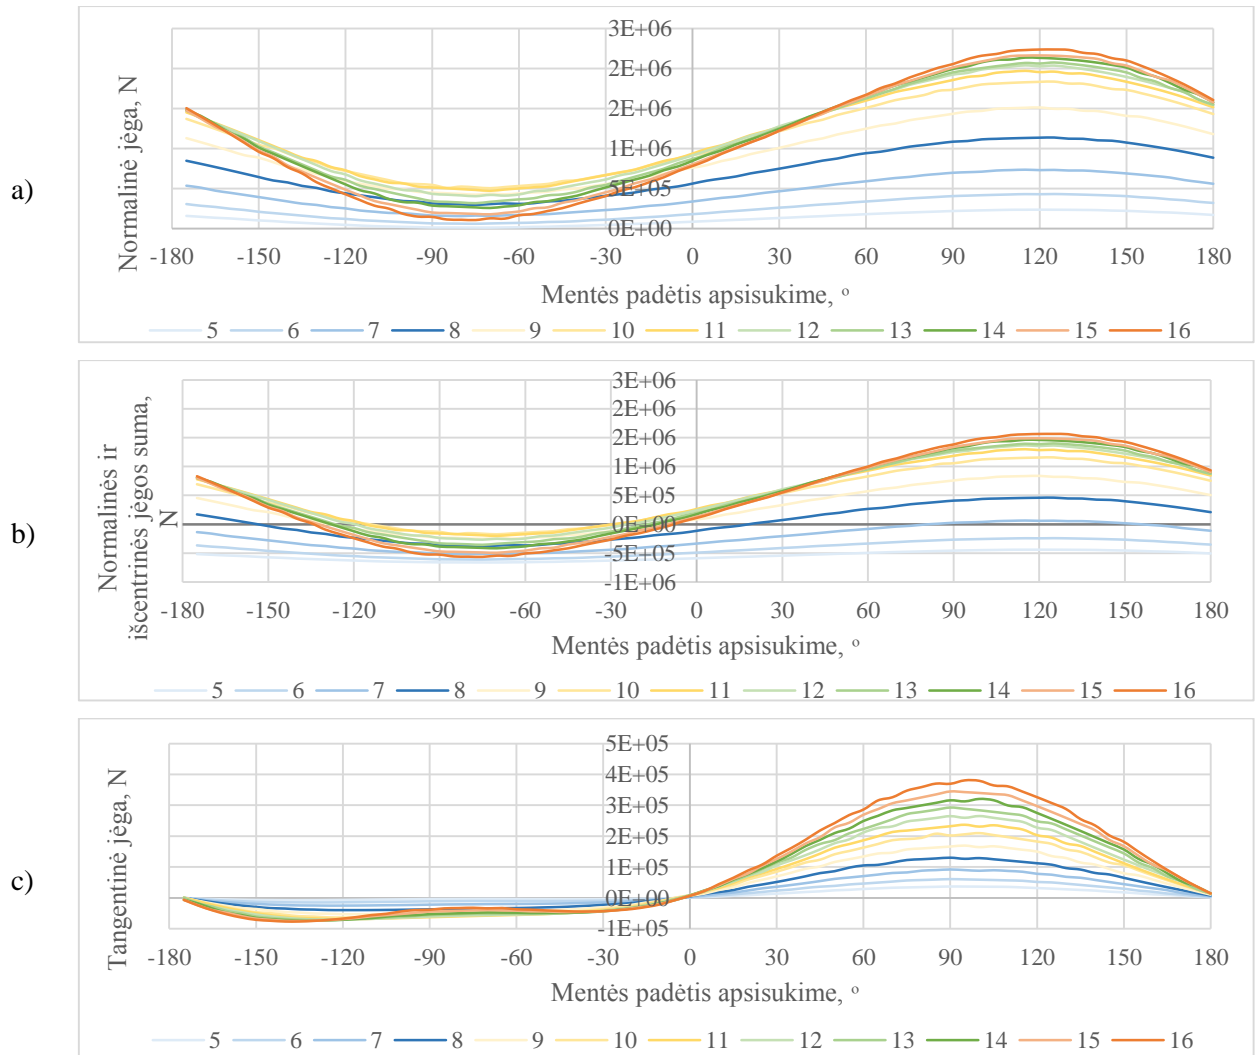 a)
Normalinė jėga, N
3E+06
2E+06
2E+06
1E+06
5E+05
0E+00
-180 -150 -120 -90 -60 -30 0 30 60 90 120 150 180
Mentės padėtis apsisukime, º
5 6 7 8 9 10 11 12 13 14 15 16
b)
Normalinės ir
išcentrinės jėgos suma,
N
3E+06
2E+06
2E+06
1E+06
5E+05
0E+00
-5E+05
-1E+06
-180 -150 -120 -90 -60 -30 0 30 60 90 120 150 180
Mentės padėtis apsisukime, º
5 6 7 8 9 10 11 12 13 14 15 16
c)
Tangentinė jėga, N
5E+05
4E+05
3E+05
2E+05
1E+05
0E+00
-1E+05
-180 -150 -120 -90 -60 -30 0 30 60 90 120 150 180
Mentės padėtis apsisukime, º
5 6 7 8 9 10 11 12 13 14 15 16